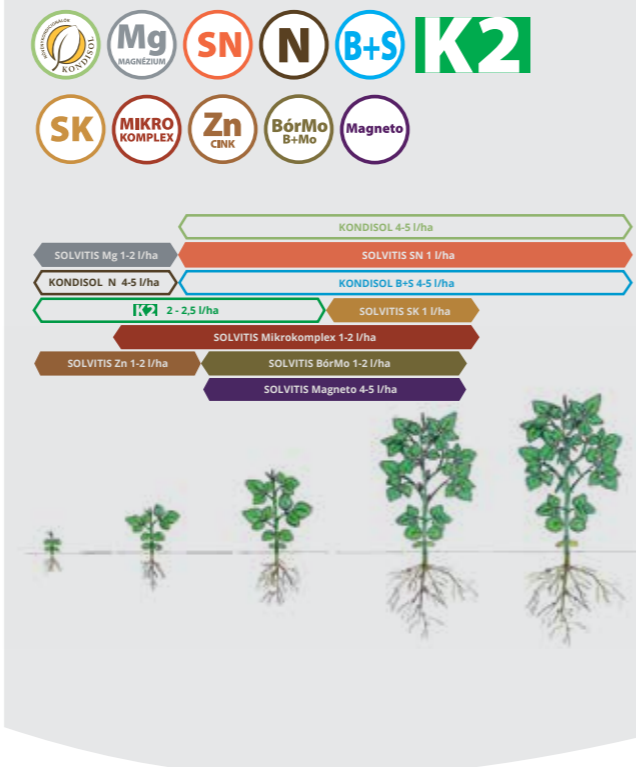 KONDISOL
Mg
MAGNÉZIUM
SN
N
B+S
K2
SK
MIKRO
KOMPLEX
Zn
CINK
BórMo
B+Mo
Magneto
KONDISOL 4-5 l/ha
SOLVITIS Mg 1-2 l/ha
SOLVITIS SN 1 l/ha
KONDISOL N 4-5 l/ha
KONDISOL B+S 4-5 l/ha
K2 2 - 2,5 l/ha
SOLVITIS SK 1 l/ha
SOLVITIS Mikrokomplex 1-2 l/ha
SOLVITIS Zn 1-2 l/ha
SOLVITIS BórMo 1-2 l/ha
SOLVITIS Magneto 4-5 l/ha